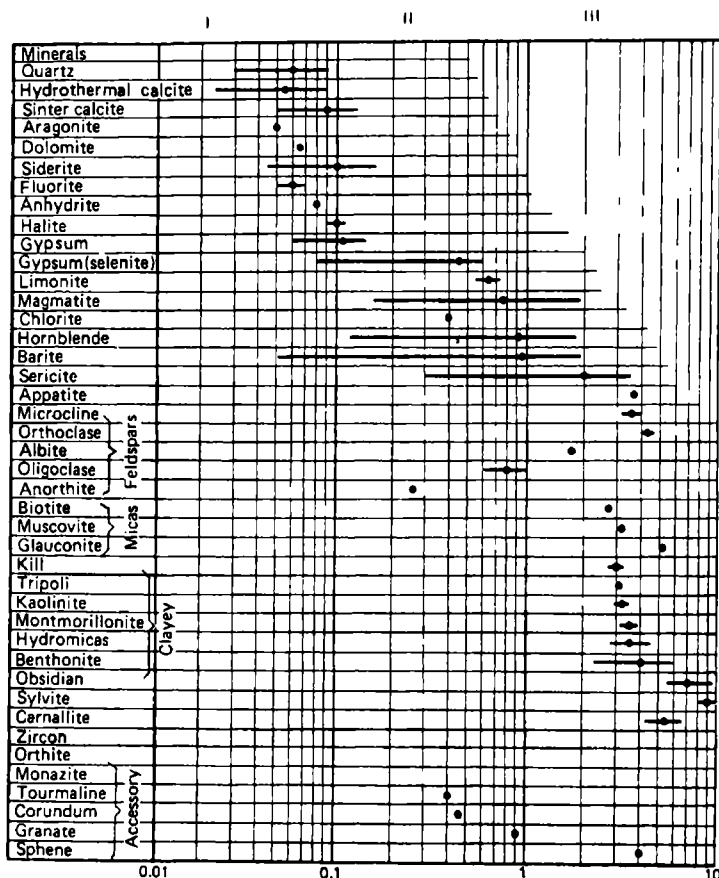 I II III
Minerals
Quartz
Hydrothermal calcite
Sinter calcite
Aragonite
Dolomite
Siderite
Fluorite
Anhydrite
Halite
Gypsum
Gypsum(selenite)
Limonite
Magmatite
Chlorite
Hornblende
Barite
Sericite
Appatite
Microcline
Orthoclase
Albite
Oligoclase
Anorthite
Feldspars
Biotite
Muscovite
Glauconite
Micas
Kill
Tripoli
Kaolinite
Montmorillonite
Hydromicas
Benthonite
Clayey
Obsidian
Sylvite
Carnallite
Zircon
Orthite
Monazite
Tourmaline
Corundum
Granate
Sphene
Accessory
0.01 0.1 1 10